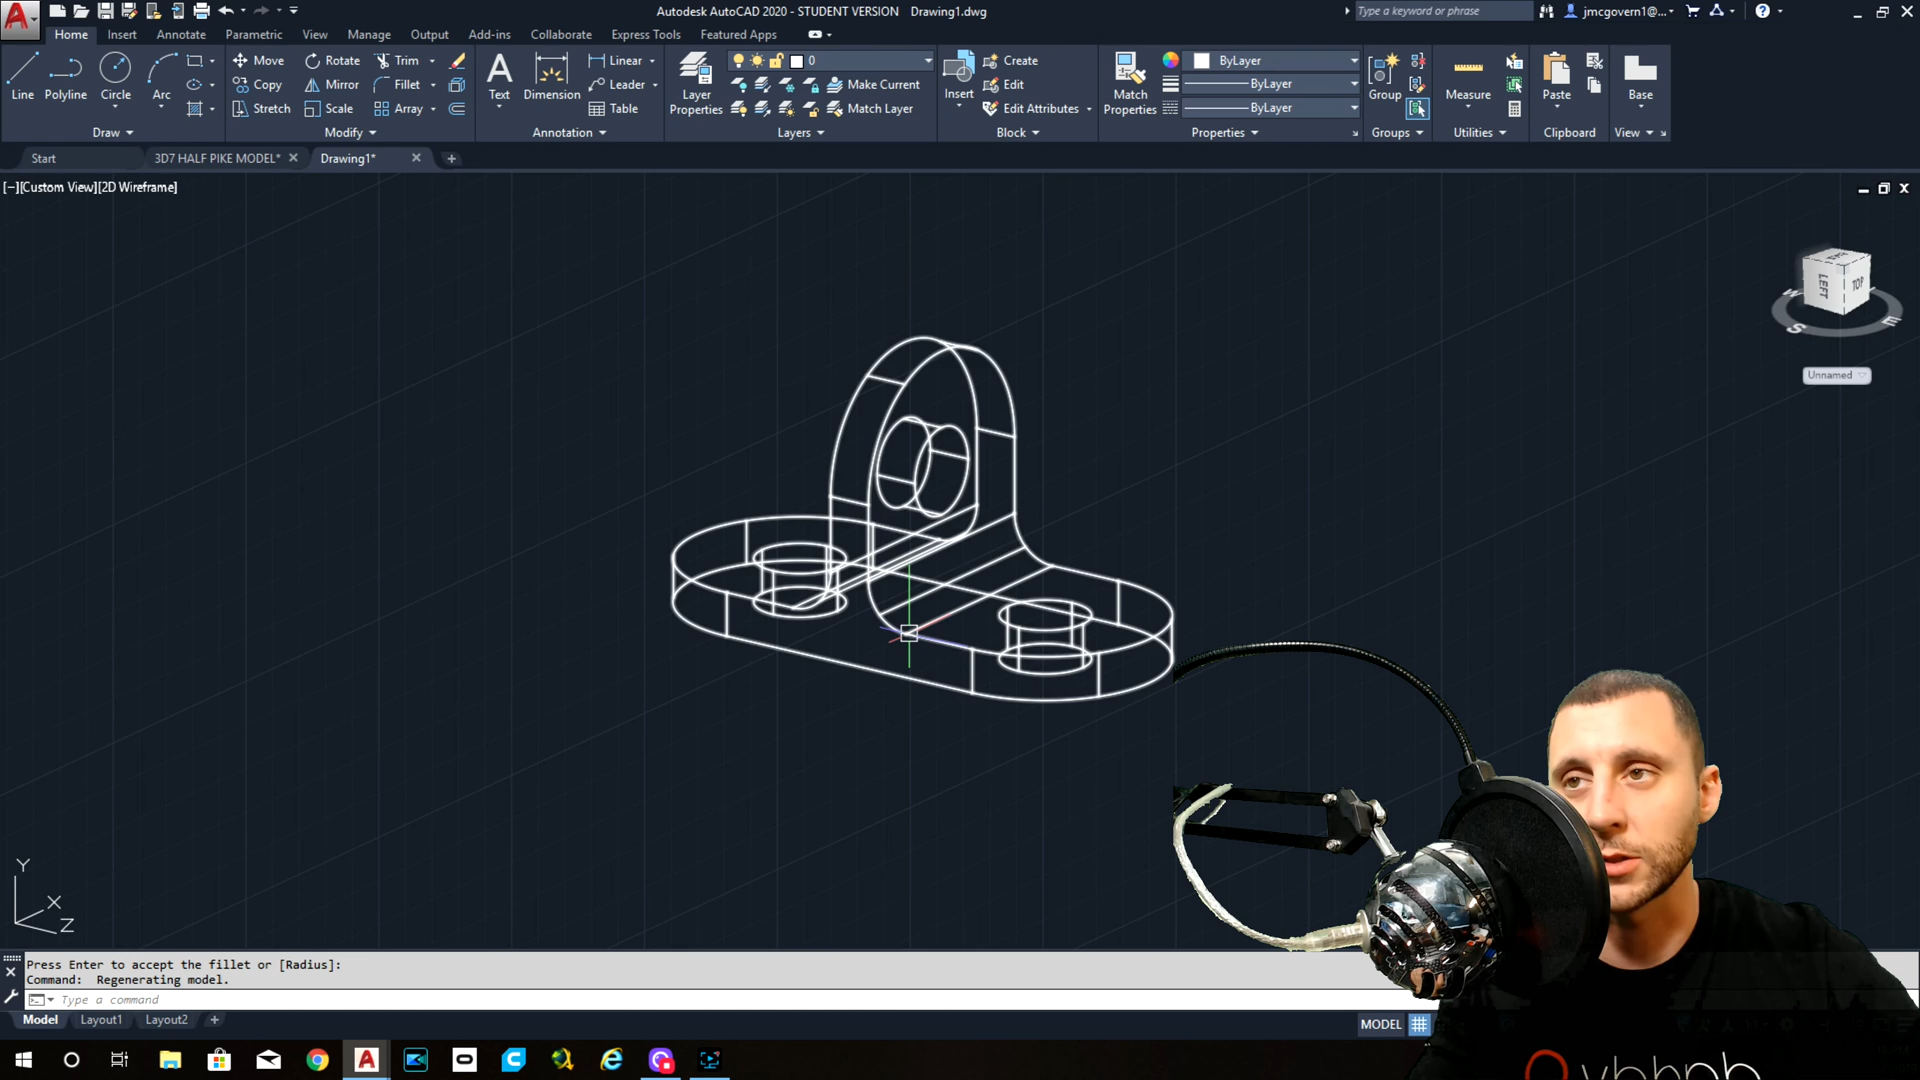 Autodesk AutoCAD 2020 - STUDENT VERSION Drawing1.dwg
Type a keyword or phrase
jmcgovern1@...
Home Insert Annotate Parametric View Manage Output Add-ins Collaborate Express Tools Featured Apps
Line Polyline Circle Arc
Draw
Move Rotate Trim
Copy Mirror Fillet
Stretch Scale Array
Modify
Text Dimension
Linear
Leader
Table
Annotation
Layer Properties
0
Make Current
Match Layer
Layers
Insert
Create
Edit
Edit Attributes
Block
Match Properties
ByLayer
ByLayer
ByLayer
Properties
Group
Groups
Measure
Utilities
Paste
Clipboard
Base
View
Start 3D7 HALF PIKE MODEL* Drawing1*
[–][Custom View][2D Wireframe]
LEFT
TOP
W
S
E
Unnamed
Y
X
Z
Press Enter to accept the fillet or [Radius]:
Command: Regenerating model.
Type a command
Model Layout1 Layout2
MODEL